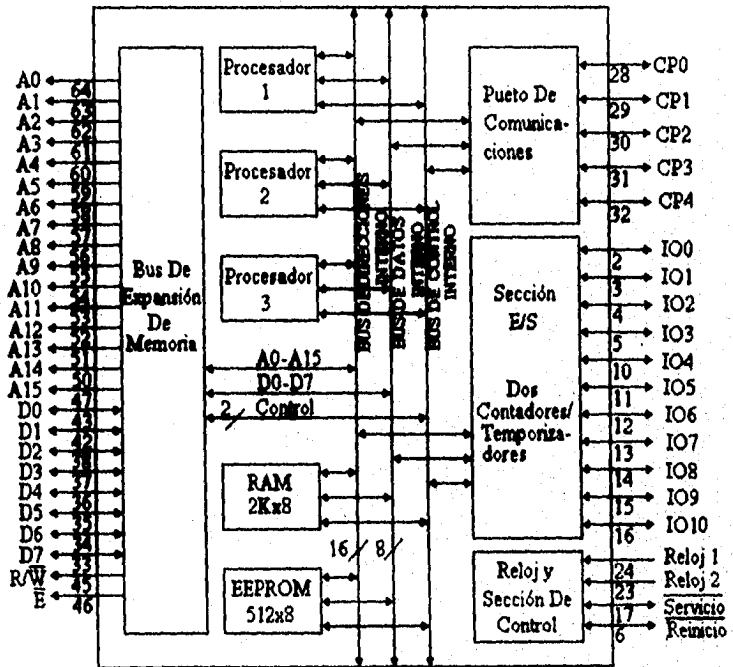 A0
64
A1
63
A2
62
A3
61
A4
60
A5
59
A6
58
A7
57
A8
56
A9
55
A10
54
A11
53
A12
52
A13
51
A14
50
A15
47
D0
43
D1
42
D2
D3
37
D4
36
D5
35
D6
34
D7
33
R/W
45
E
46
Bus De
Expansión
De
Memoria
Procesador
1
Procesador
2
Procesador
3
A0-A15
D0-D7
2 Control
RAM
2Kx8
EEPROM
512x8
16
8
BUS DE DIRECCIONES
INTERNO
BUS DE DATOS
INTERNO
BUS DE CONTROL
INTERNO
Pueto De
Comunica-
ciones
Sección
E/S
Dos
Contadores/
Temporiza-
dores
Reloj y
Sección De
Control
CP0
28
CP1
29
CP2
30
CP3
31
CP4
32
IO0
2
IO1
3
IO2
4
IO3
5
IO4
10
IO5
11
IO6
12
IO7
13
IO8
14
IO9
15
IO10
16
Reloj 1
24
Reloj 2
23
Servicio
17
Reinicio
6